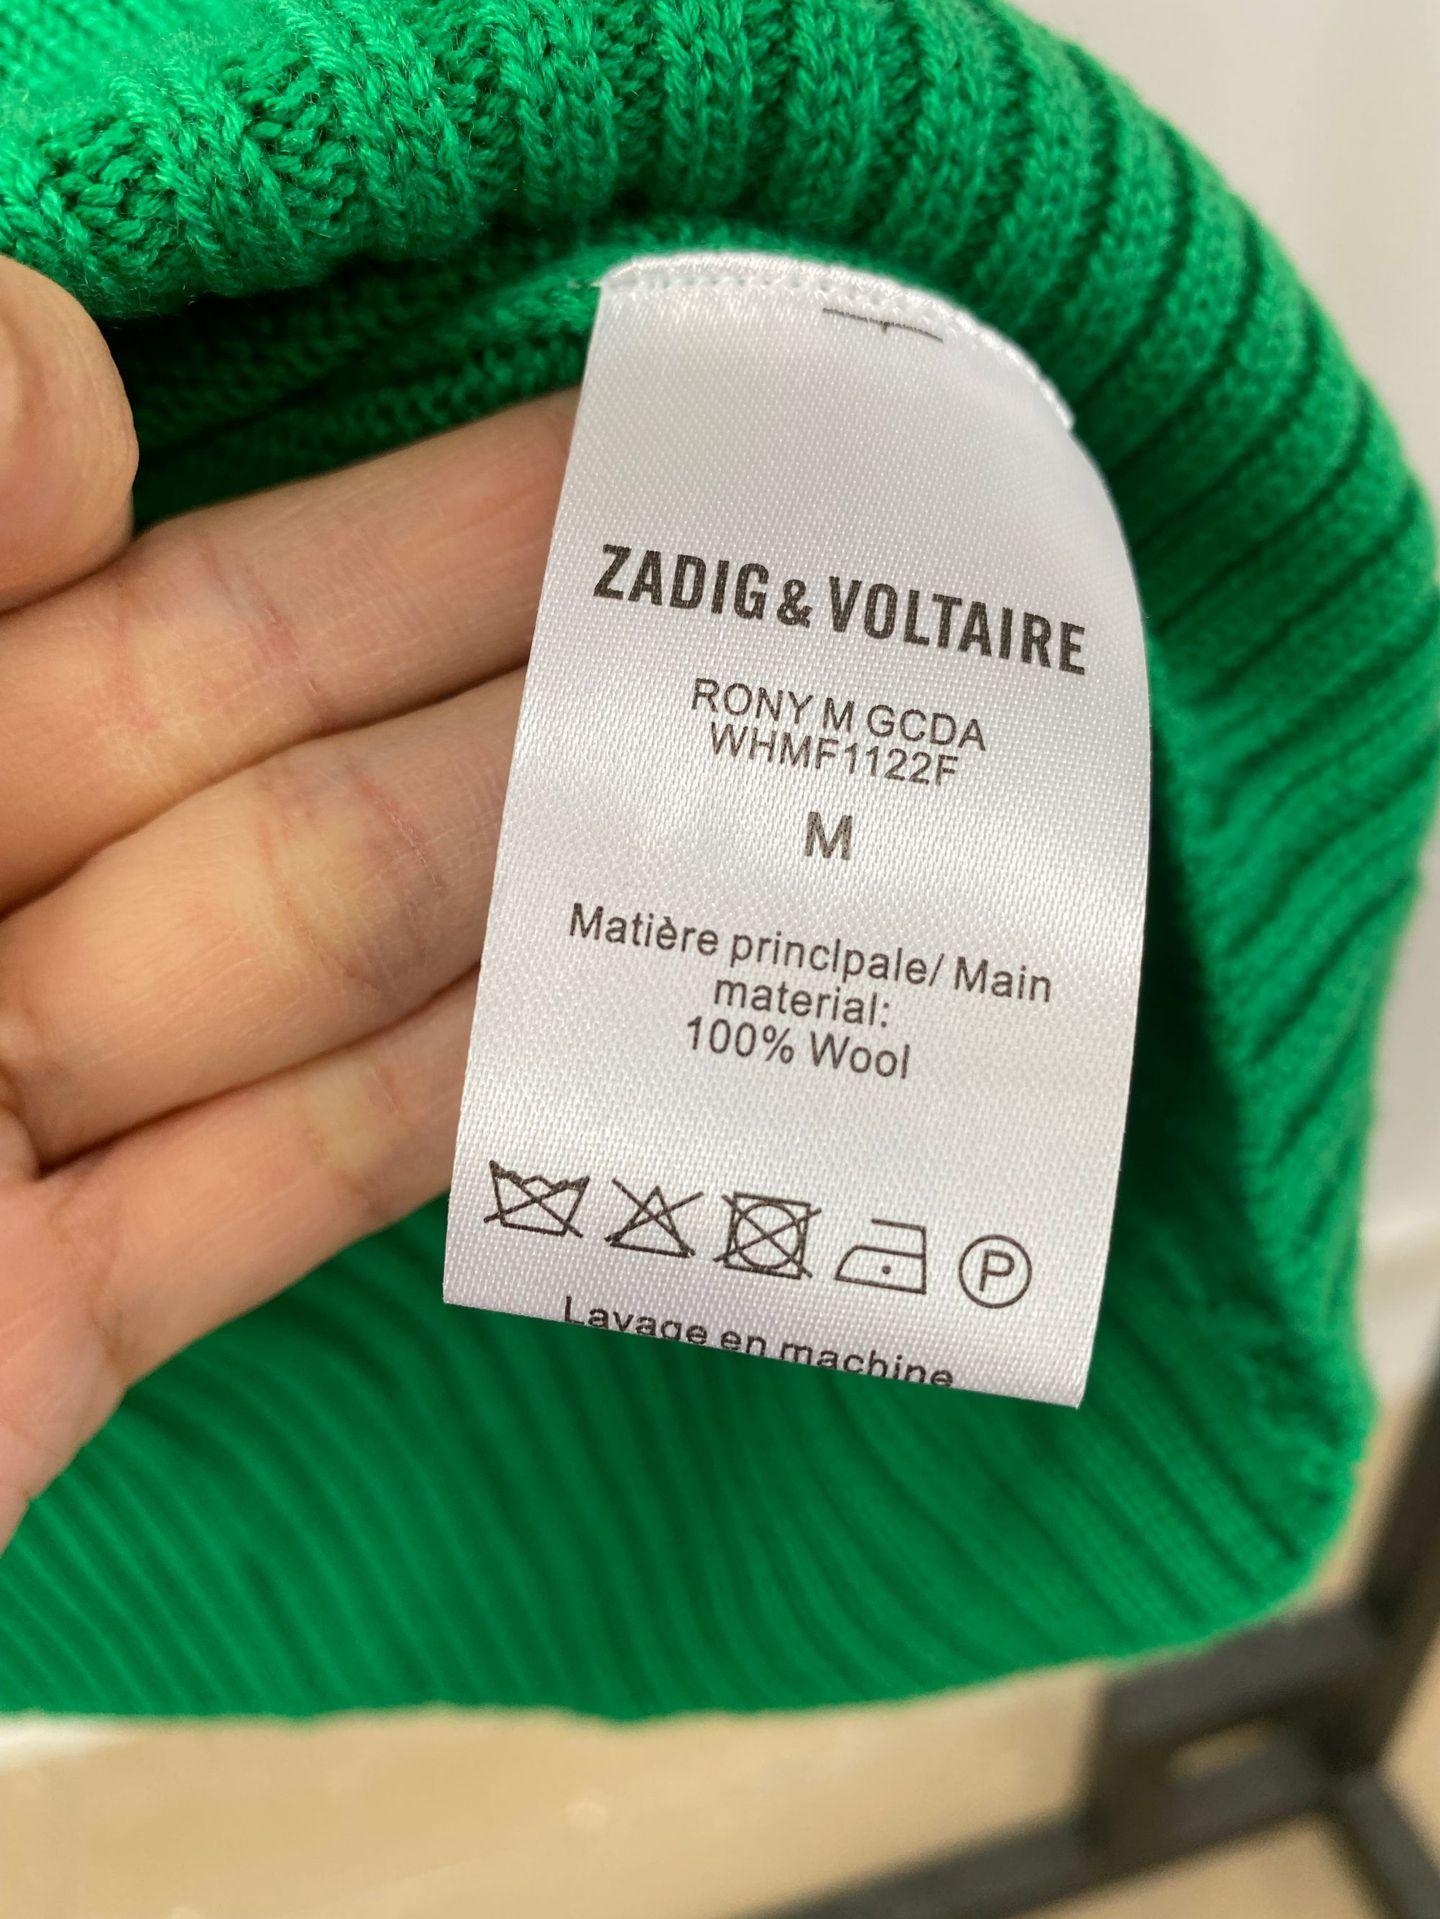 ZADIG & VOLTAIRE
RONY M GCDA
WHMF1122F
M
Matière princlpale/ Main
material:
100% Wool
P
Lavage en machine